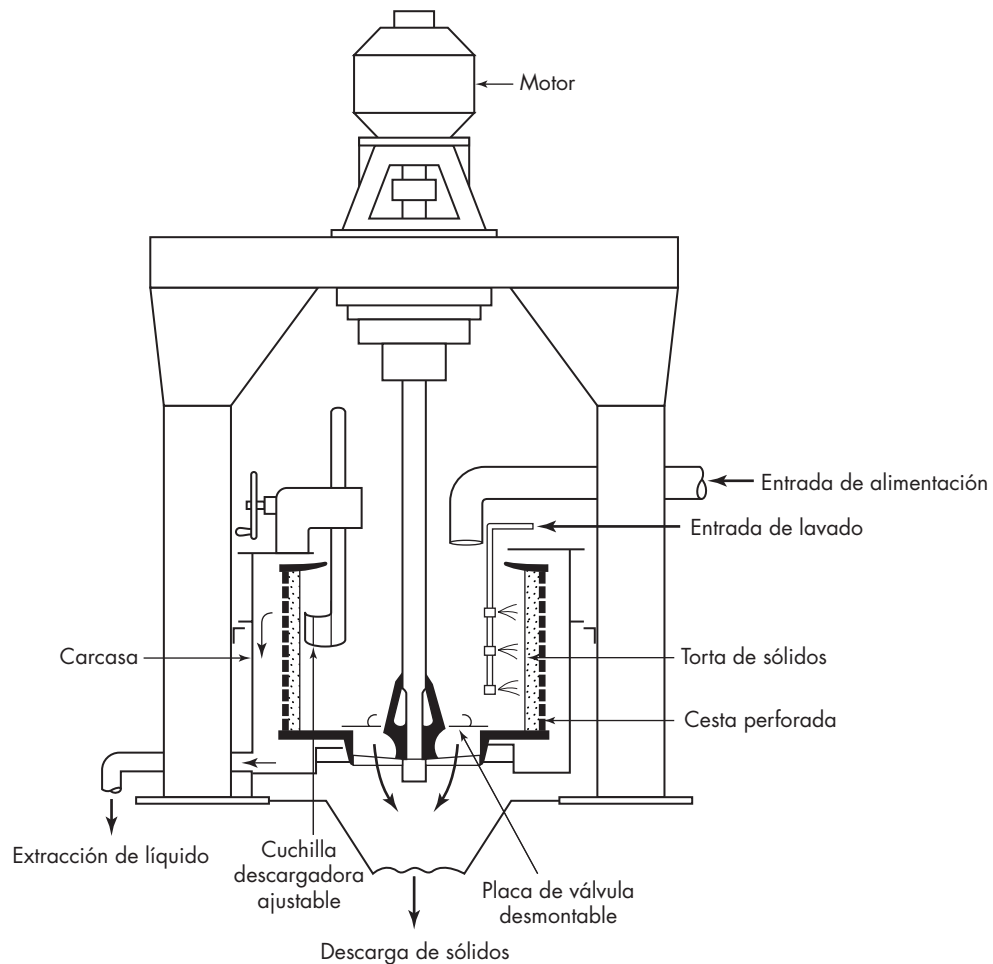 Motor
Entrada de alimentación
Entrada de lavado
Carcasa
Torta de sólidos
Cesta perforada
Extracción de líquido
Cuchilla
descargadora
ajustable
Placa de válvula
desmontable
Descarga de sólidos